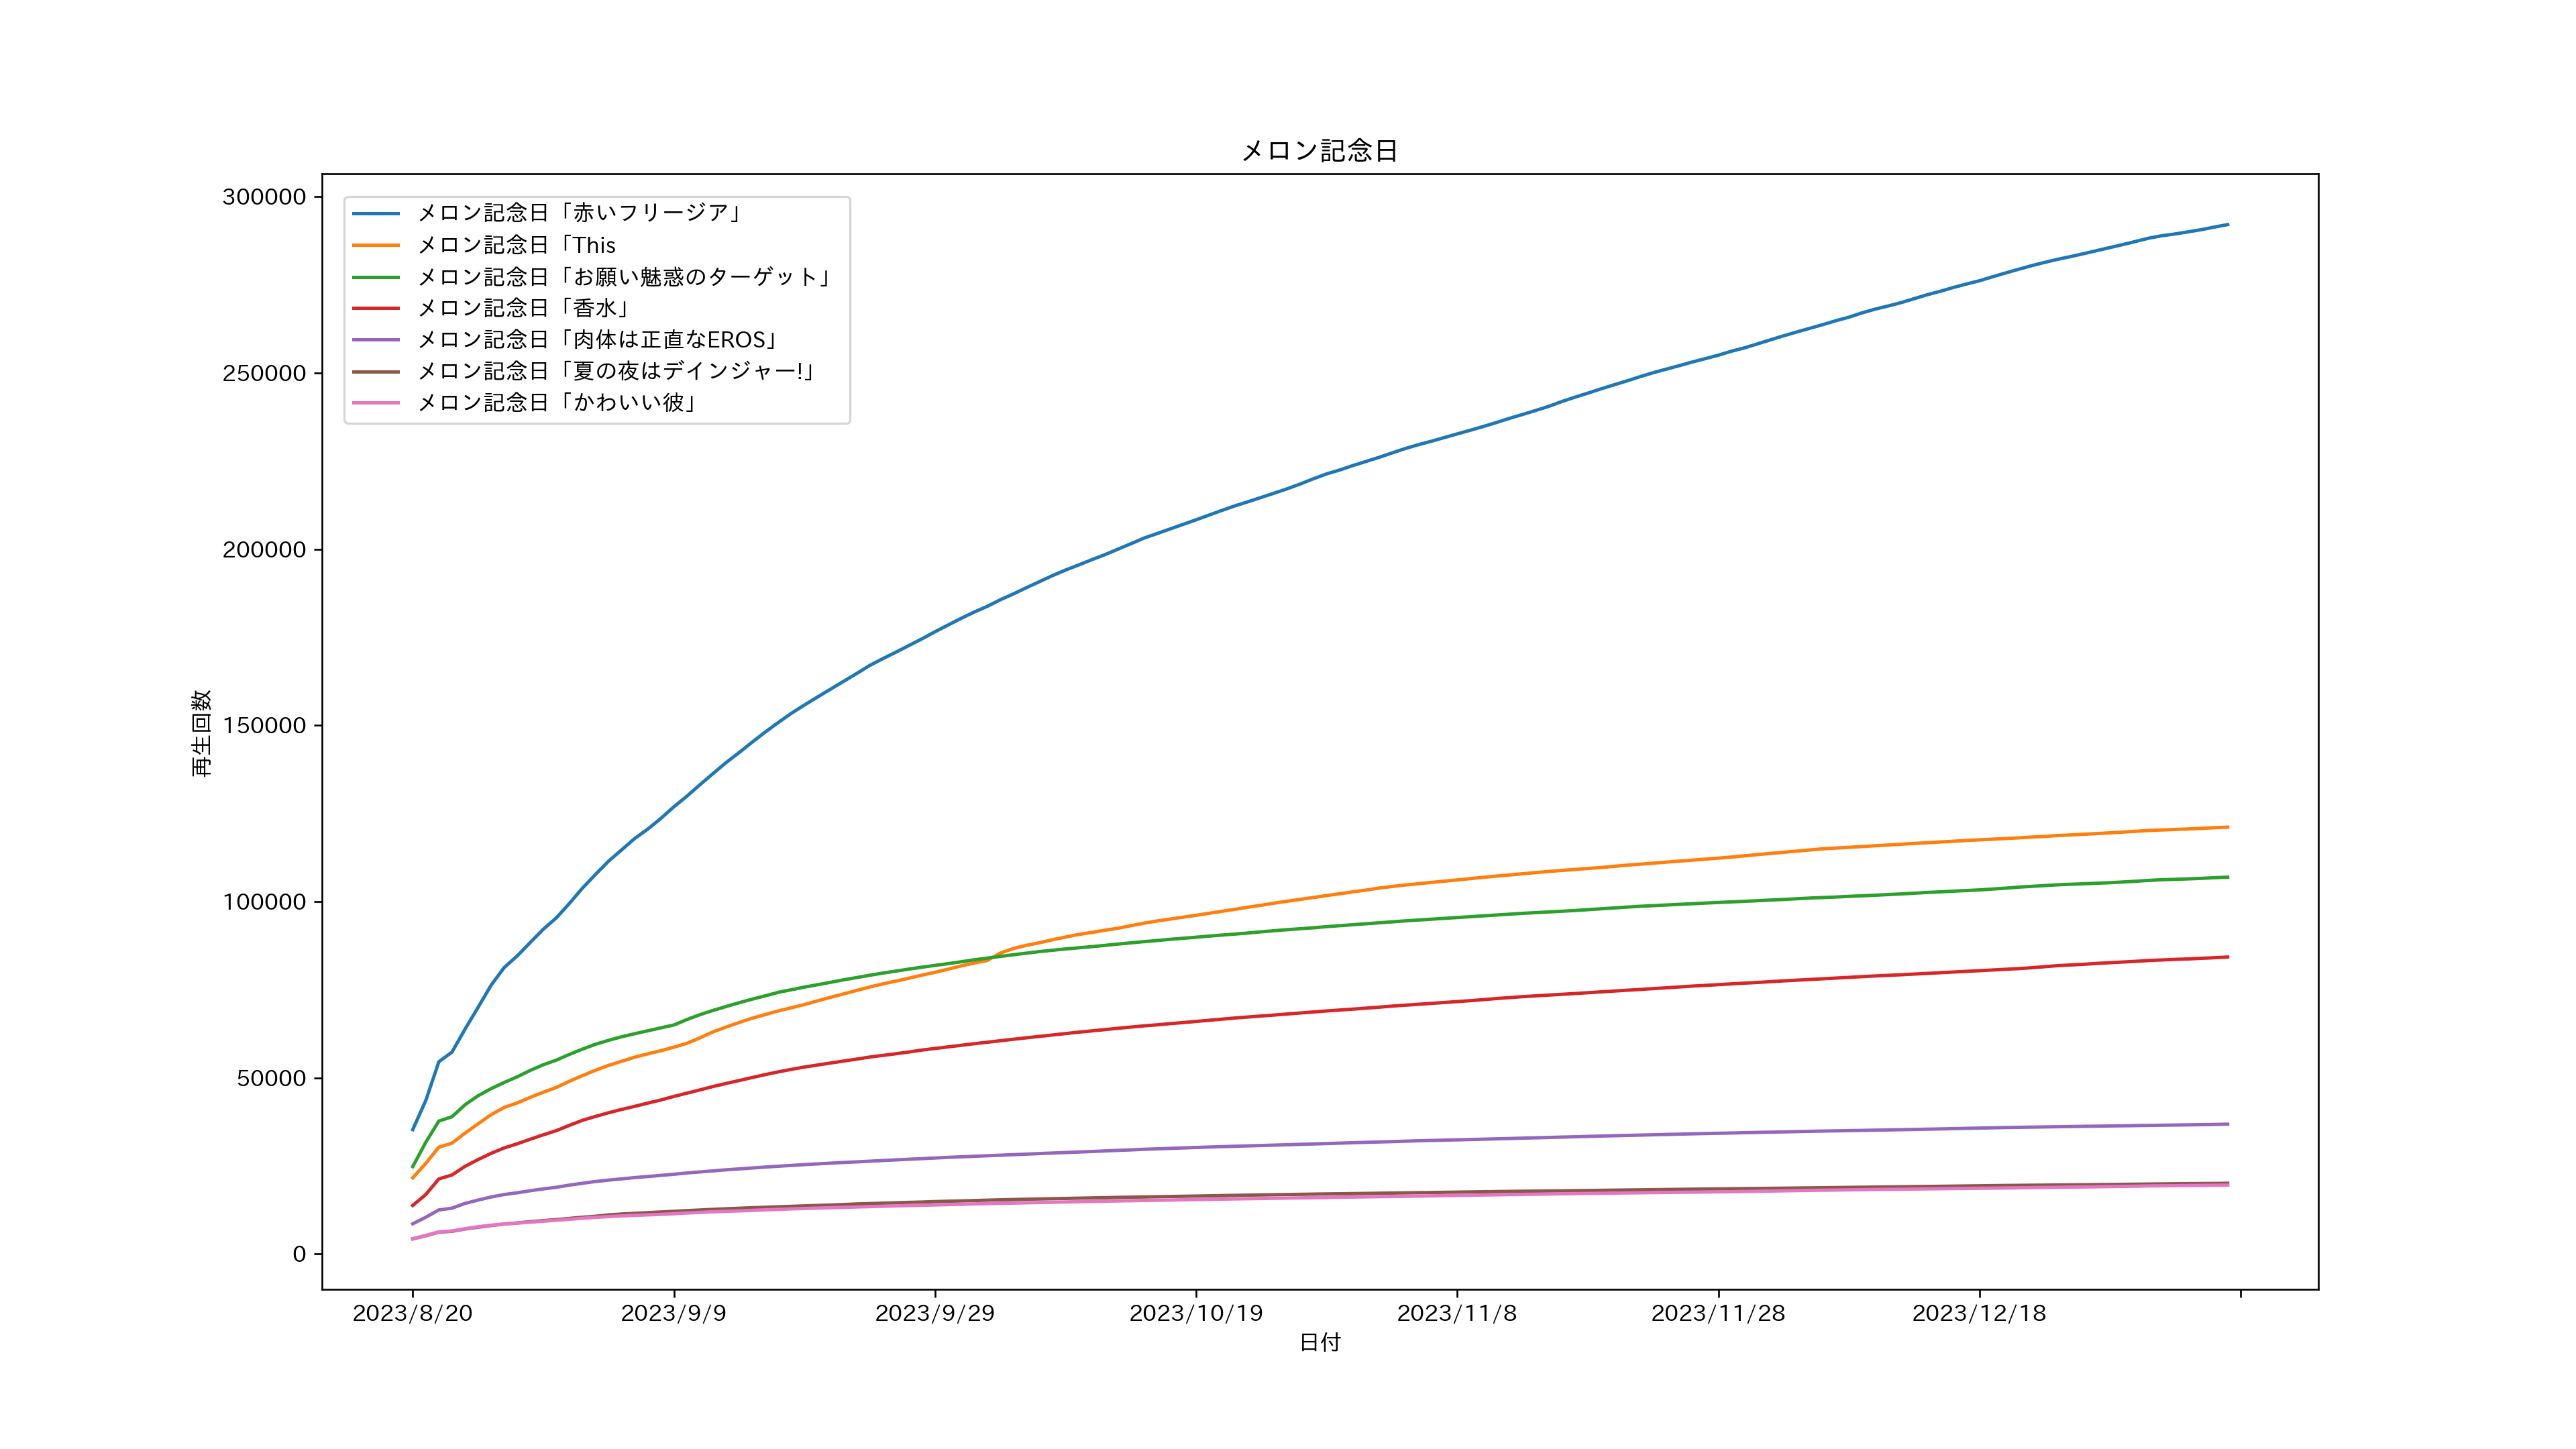 メロン記念日
300000
250000
200000
150000
100000
50000
0
再生回数
メロン記念日「赤いフリージア」
メロン記念日「This
メロン記念日「お願い魅惑のターゲット」
メロン記念日「香水」
メロン記念日「肉体は正直なEROS」
メロン記念日「夏の夜はデインジャー!」
メロン記念日「かわいい彼」
2023/8/20 2023/9/9 2023/9/29 2023/10/19 2023/11/8 2023/11/28 2023/12/18
日付